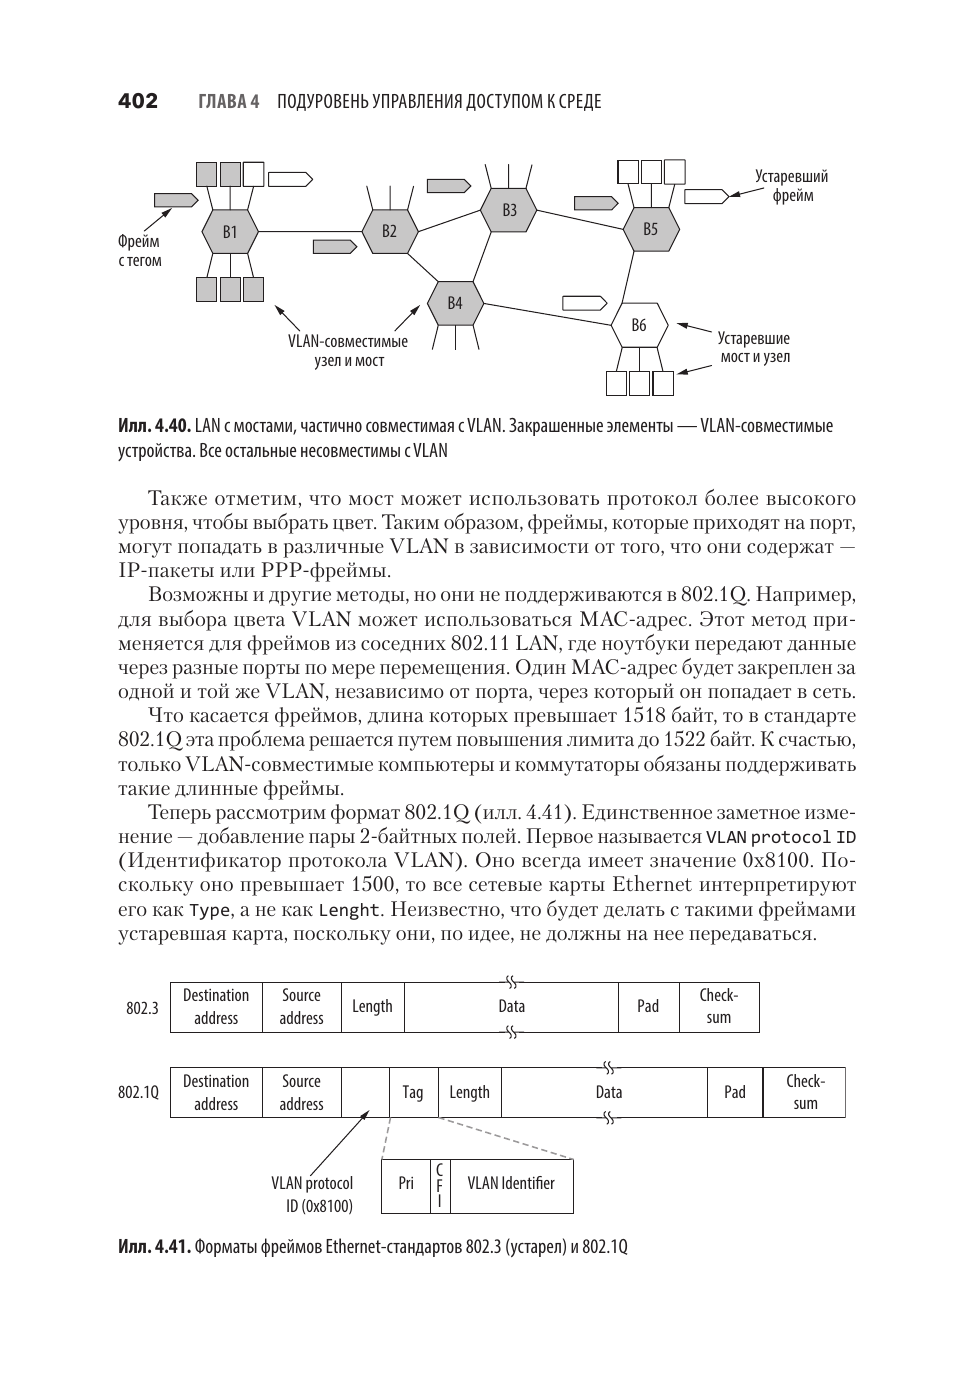 402 ГЛАВА 4 ПОДУРОВЕНЬ УПРАВЛЕНИЯ ДОСТУПОМ К СРЕДЕ
Устаревший
фрейм
B3
B1
B2
B5
Фрейм
с тегом
B4
B6
VLAN-совместимые
узел и мост
Устаревшие
мост и узел
Илл. 4.40. LAN с мостами, частично совместимая с VLAN. Закрашенные элементы — VLAN-совместимые
устройства. Все остальные несовместимы с VLAN
Также отметим, что мост может использовать протокол более высокого
уровня, чтобы выбрать цвет. Таким образом, фреймы, которые приходят на порт,
могут попадать в различные VLAN в зависимости от того, что они содержат —
IP-пакеты или PPP-фреймы.
Возможны и другие методы, но они не поддерживаются в 802.1Q. Например,
для выбора цвета VLAN может использоваться MAC-адрес. Этот метод при-
меняется для фреймов из соседних 802.11 LAN, где ноутбуки передают данные
через разные порты по мере перемещения. Один MAC-адрес будет закреплен за
одной и той же VLAN, независимо от порта, через который он попадает в сеть.
Что касается фреймов, длина которых превышает 1518 байт, то в стандарте
802.1Q эта проблема решается путем повышения лимита до 1522 байт. К счастью,
только VLAN-совместимые компьютеры и коммутаторы обязаны поддерживать
такие длинные фреймы.
Теперь рассмотрим формат 802.1Q (илл. 4.41). Единственное заметное изме-
нение — добавление пары 2-байтных полей. Первое называется VLAN protocol ID
(Идентификатор протокола VLAN). Оно всегда имеет значение 0x8100. По-
скольку оно превышает 1500, то все сетевые карты Ethernet интерпретируют
его как Type, а не как Lenght. Неизвестно, что будет делать с такими фреймами
устаревшая карта, поскольку они, по идее, не должны на нее передаваться.
802.3
Destination
address
Source
address
Length
Data
Pad
Check-
sum
802.1Q
Destination
address
Source
address
Tag
Length
Data
Pad
Check-
sum
VLAN protocol
ID (0x8100)
Pri
C
F
I
VLAN Identifier
Илл. 4.41. Форматы фреймов Ethernet-стандартов 802.3 (устарел) и 802.1Q